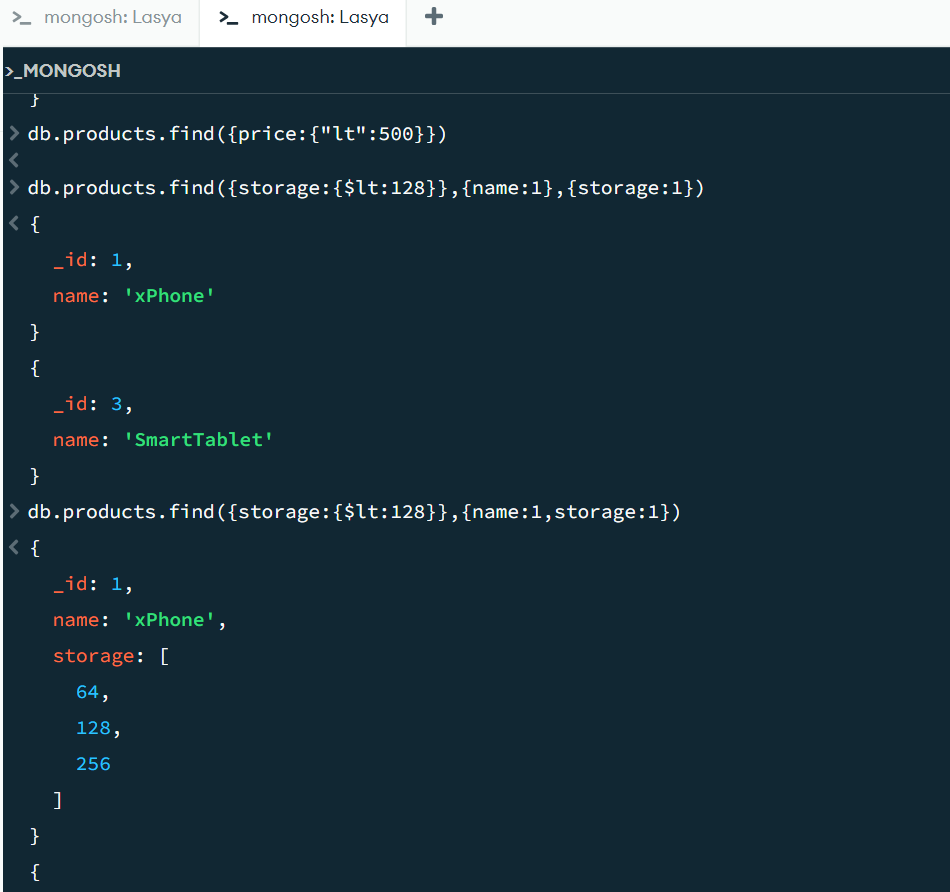 >_ mongosh: Lasya >_ mongosh: Lasya +
>_MONGOSH
}
> db.products.find({price:{"lt":500}})
<
> db.products.find({storage:{$lt:128}},{name:1},{storage:1})
< {
_id: 1,
name: 'xPhone'
}
{
_id: 3,
name: 'SmartTablet'
}
> db.products.find({storage:{$lt:128}},{name:1,storage:1})
< {
_id: 1,
name: 'xPhone',
storage: [
64,
128,
256
]
}
{